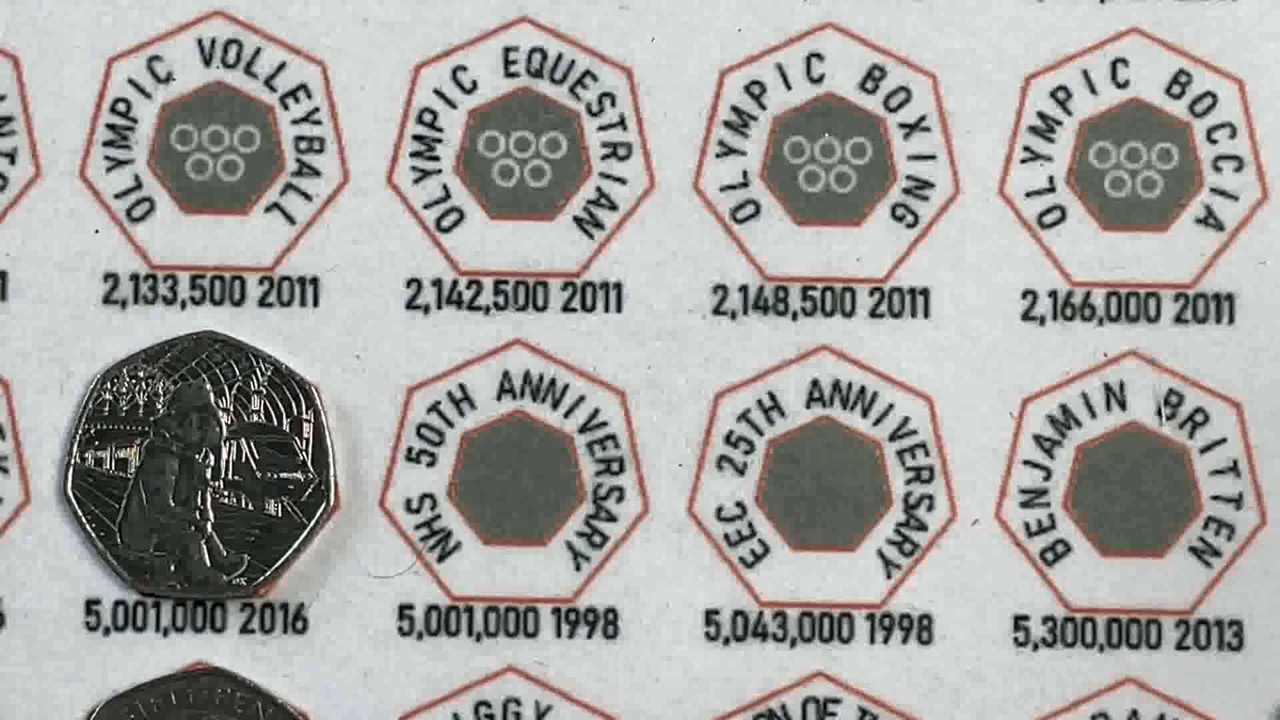 OLYMPIC VOLLEYBALL
OLYMPIC EQUESTRIAN
OLYMPIC BOXING
OLYMPIC BOCCIA
2,133,500 2011
2,142,500 2011
2,148,500 2011
2,166,000 2011
NHS 50TH ANNIVERSARY
EEC 25TH ANNIVERSARY
BENJAMIN BRITTEN
5,001,000 2016
5,001,000 1998
5,043,000 1998
5,300,000 2013
OF